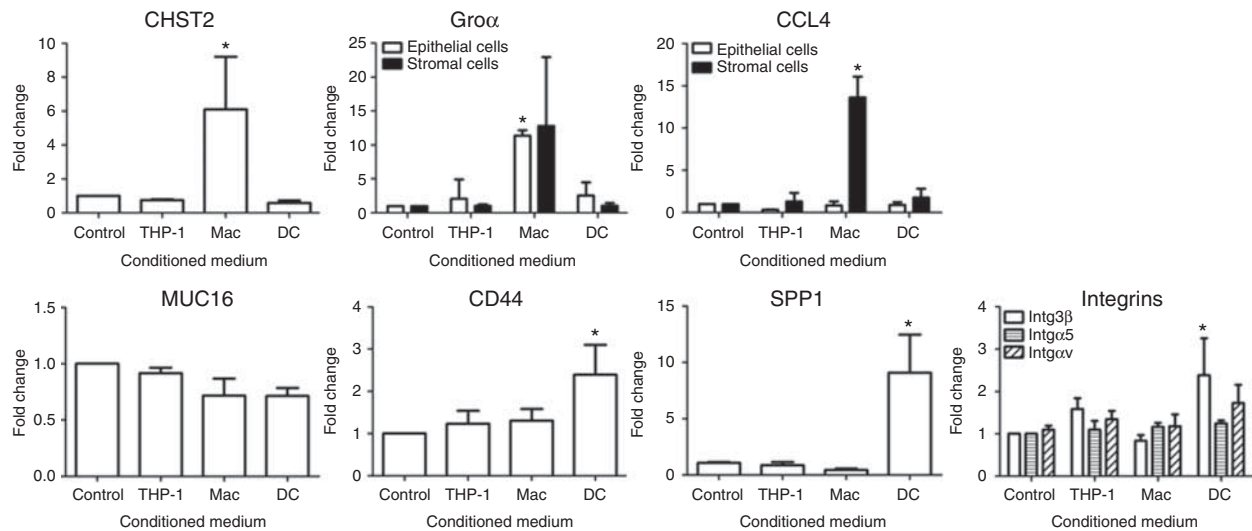 CHST2
Fold change
10
8
6
4
2
0
*
Control THP-1 Mac DC
Conditioned medium
Groα
Fold change
25
20
15
10
5
0
Epithelial cells
Stromal cells
*
Control THP-1 Mac DC
Conditioned medium
CCL4
Fold change
20
15
10
5
0
Epithelial cells
Stromal cells
*
Control THP-1 Mac DC
Conditioned medium
MUC16
Fold change
1.5
1.0
0.5
0.0
Control THP-1 Mac DC
Conditioned medium
CD44
Fold change
4
3
2
1
0
*
Control THP-1 Mac DC
Conditioned medium
SPP1
Fold change
15
10
5
0
*
Control THP-1 Mac DC
Conditioned medium
Integrins
Fold change
4
3
2
1
0
Intg3β
Intgα5
Intgαv
*
Control THP-1 Mac DC
Conditioned medium